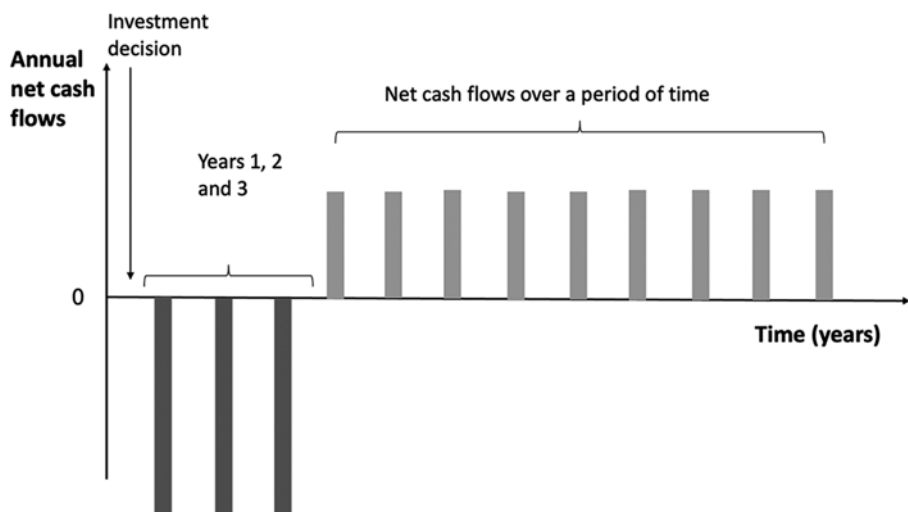 Investment
decision
Annual
net cash
flows
Net cash flows over a period of time
Years 1, 2
and 3
0
Time (years)